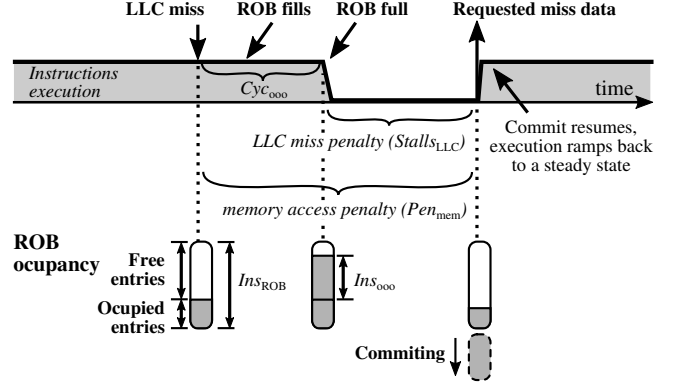 LLC miss
ROB fills
ROB full
Requested miss data
Instructions
execution
Cyc_ooo
time
LLC miss penalty (Stalls_LLC)
Commit resumes,
execution ramps back
to a steady state
memory access penalty (Pen_mem)
ROB
ocupancy
Free
entries
Ins_ROB
Ins_ooo
Ocupied
entries
Commiting